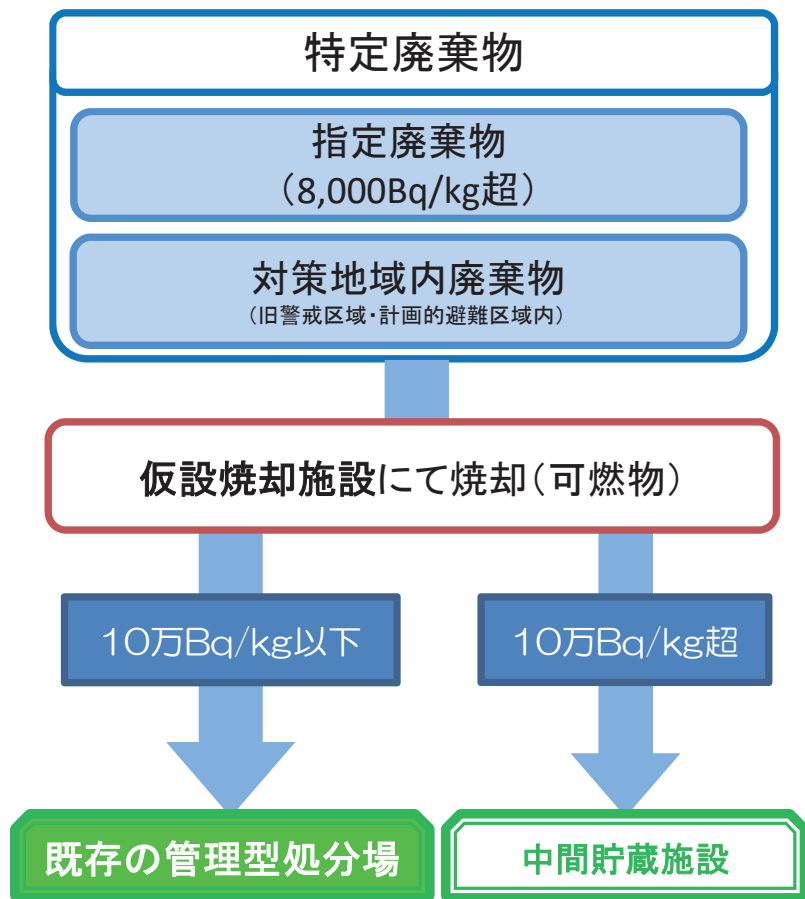 特定廃棄物
指定廃棄物
（8,000Bq/kg超）
対策地域内廃棄物
（旧警戒区域・計画的避難区域内）
仮設焼却施設にて焼却（可燃物）
10万Bq/kg以下
10万Bq/kg超
既存の管理型処分場
中間貯蔵施設